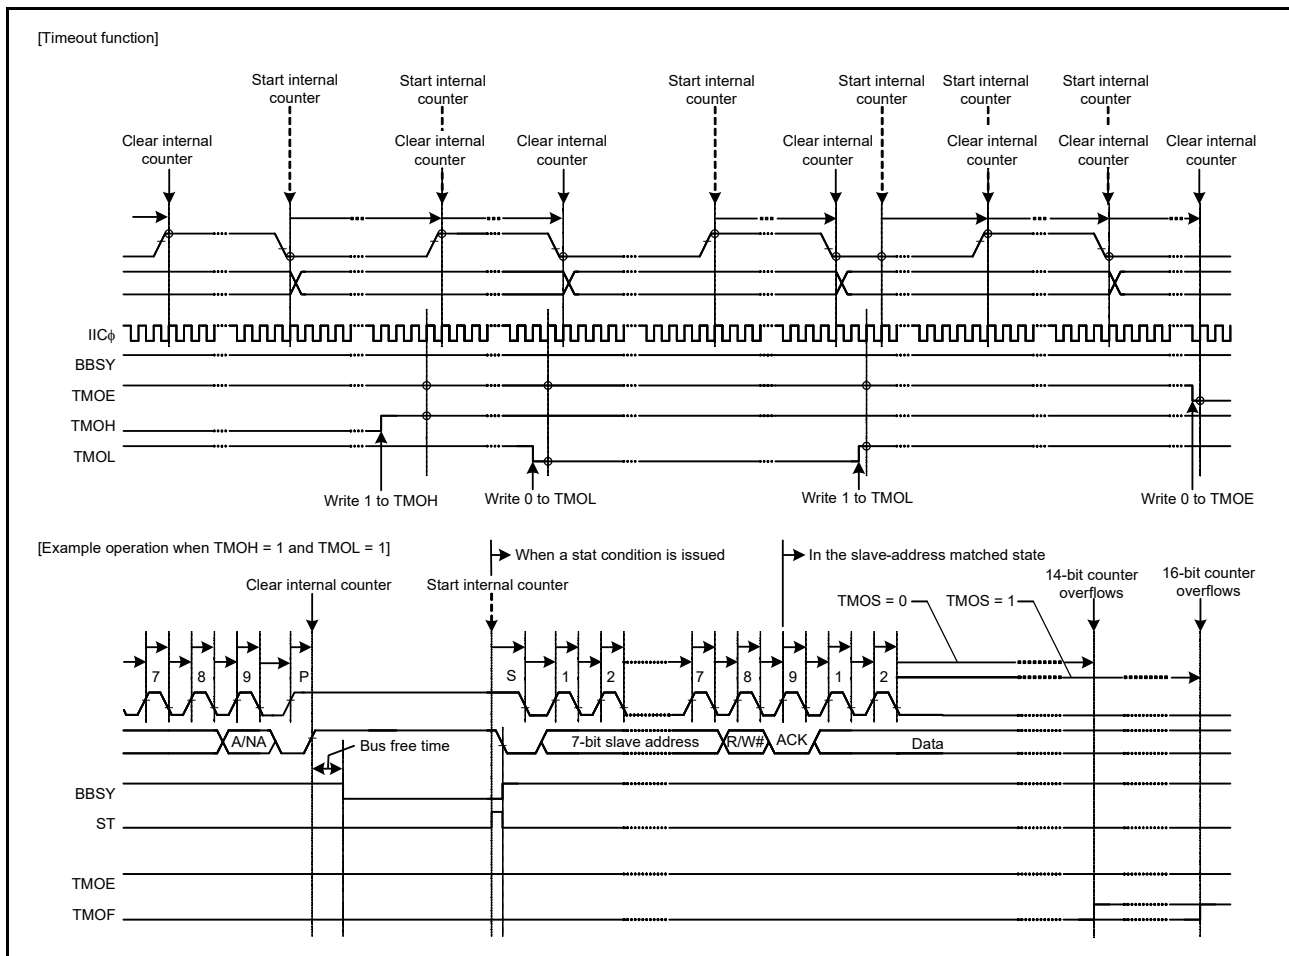 [Timeout function]
Start internal
counter
Start internal
counter
Start internal
counter
Start internal
counter
Start internal
counter
Start internal
counter
Clear internal
counter
Clear internal
counter
Clear internal
counter
Clear internal
counter
Clear internal
counter
Clear internal
counter
Clear internal
counter
IICϕ
BBSY
TMOE
TMOH
TMOL
Write 1 to TMOH
Write 0 to TMOL
Write 1 to TMOL
Write 0 to TMOE
[Example operation when TMOH = 1 and TMOL = 1]
When a stat condition is issued
In the slave-address matched state
Clear internal counter
Start internal counter
14-bit counter
overflows
16-bit counter
overflows
TMOS = 0
TMOS = 1
7 8 9 P S 1 2 7 8 9 1 2
A/NA
Bus free time
7-bit slave address
R/W#
ACK
Data
BBSY
ST
TMOE
TMOF